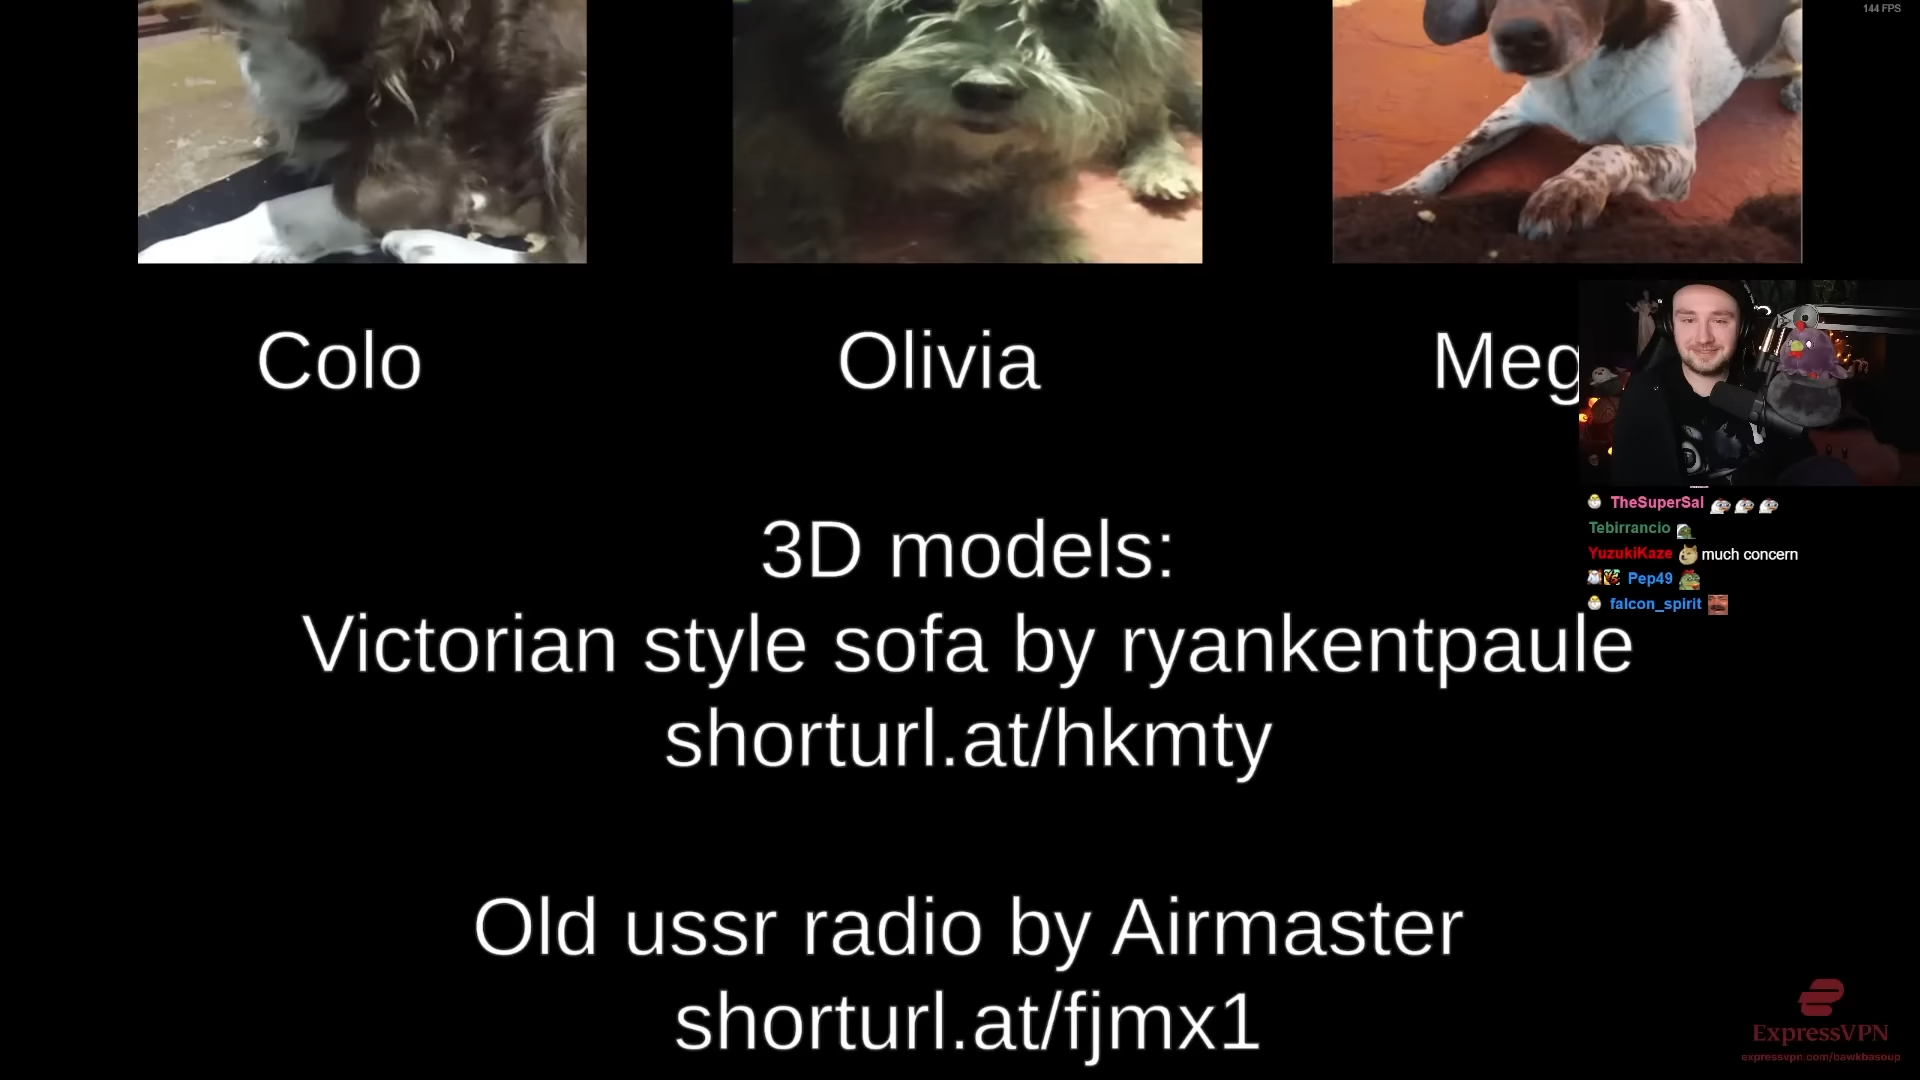 144 FPS
Colo
Olivia
Meg
TheSuperSal
Tebirrancio
YuzukiKaze much concern
Pep49
falcon_spirit
3D models:
Victorian style sofa by ryankentpaule
shorturl.at/hkmty
Old ussr radio by Airmaster
shorturl.at/fjmx1
ExpressVPN
expressvpn.com/bawkbasoup